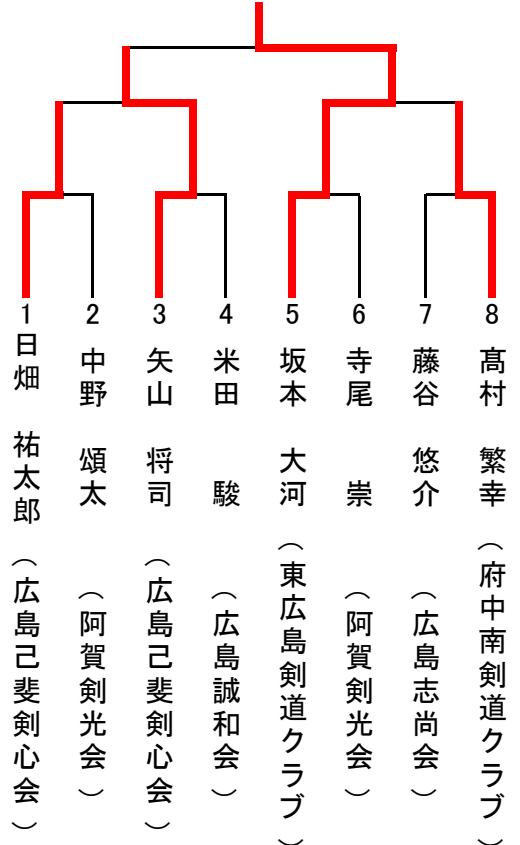 1 日畑 祐太郎（広島己斐剣心会）
2 中野 頌太（阿賀剣光会）
3 矢山 将司（広島己斐剣心会）
4 米田 駿（広島誠和会）
5 坂本 大河（東広島剣道クラブ）
6 寺尾 崇（阿賀剣光会）
7 藤谷 悠介（広島志尚会）
8 髙村 繁幸（府中南剣道クラブ）